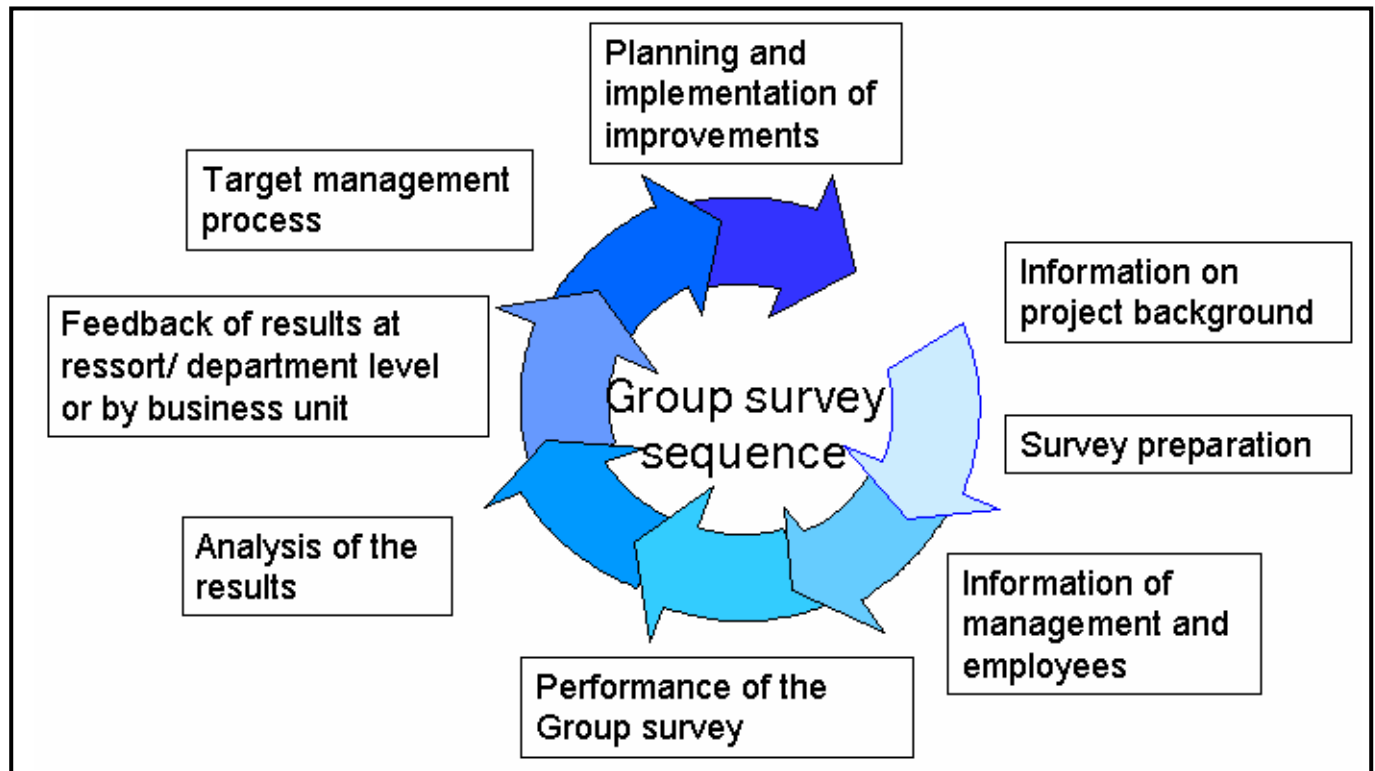 Planning and
implementation of
improvements
Target management
process
Information on
project background
Feedback of results at
ressort/ department level
or by business unit
Group survey
sequence
Survey preparation
Analysis of the
results
Information of
management and
employees
Performance of the
Group survey